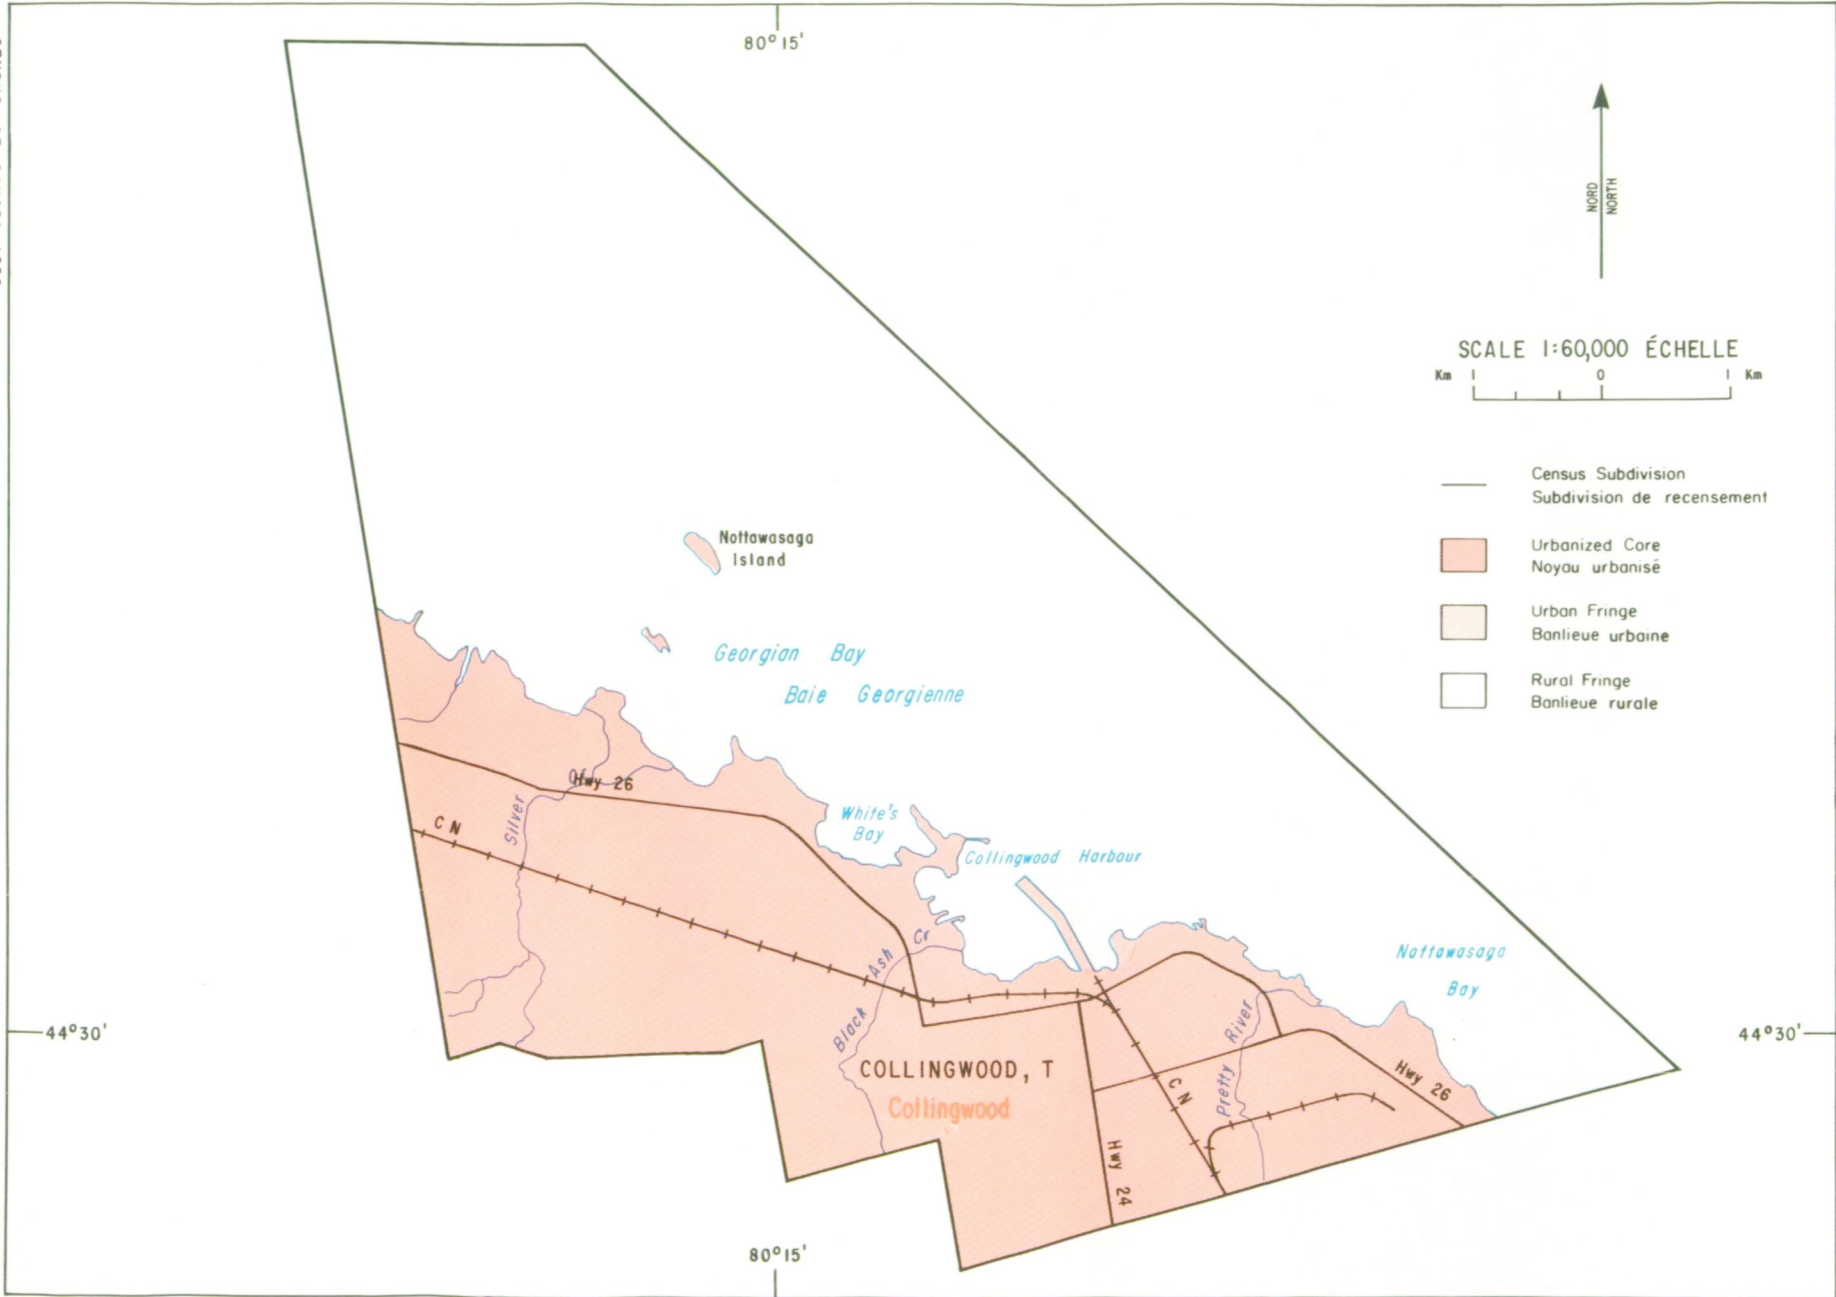 80°15'
NORD
NORTH
SCALE 1:60,000 ÉCHELLE
Km 1 0 1 Km
Census Subdivision
Subdivision de recensement
Urbanized Core
Noyau urbanisé
Urban Fringe
Banlieue urbaine
Rural Fringe
Banlieue rurale
Nottawasaga
Island
Georgian Bay
Baie Georgienne
Hwy 26
Silver
Cr
C N
White's
Bay
Collingwood Harbour
Black Ash Cr
Nottawasaga
Bay
44°30'
44°30'
Pretty River
COLLINGWOOD, T
Collingwood
C N
Hwy 26
Hwy 24
80°15'